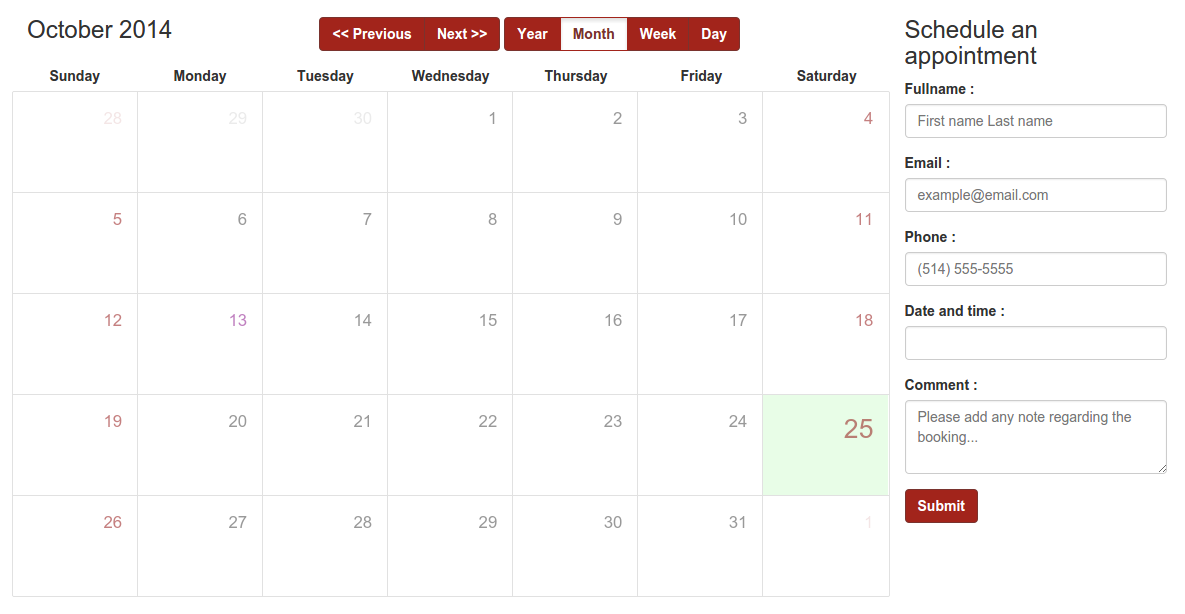 October 2014
<< Previous Next >> Year Month Week Day
Sunday Monday Tuesday Wednesday Thursday Friday Saturday
28 29 30 1 2 3 4
5 6 7 8 9 10 11
12 13 14 15 16 17 18
19 20 21 22 23 24 25
26 27 28 29 30 31 1
Schedule an
appointment
Fullname :
First name Last name
Email :
example@email.com
Phone :
(514) 555-5555
Date and time :
Comment :
Please add any note regarding the
booking...
Submit